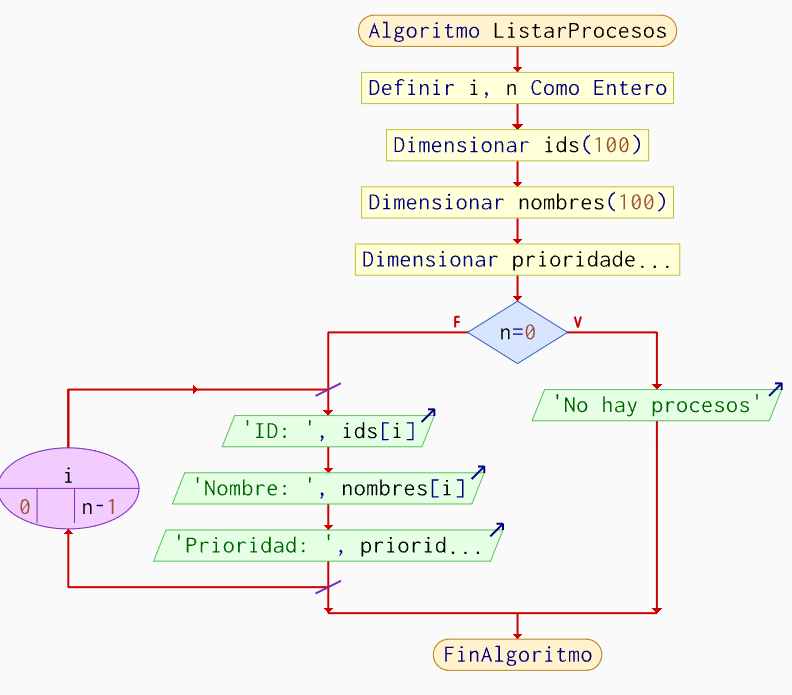 Algoritmo ListarProcesos
Definir i, n Como Entero
Dimensionar ids(100)
Dimensionar nombres(100)
Dimensionar prioridade...
n=0
F
V
'No hay procesos'
'ID: ', ids[i]
'Nombre: ', nombres[i]
'Prioridad: ', priorid...
i
0
n-1
FinAlgoritmo